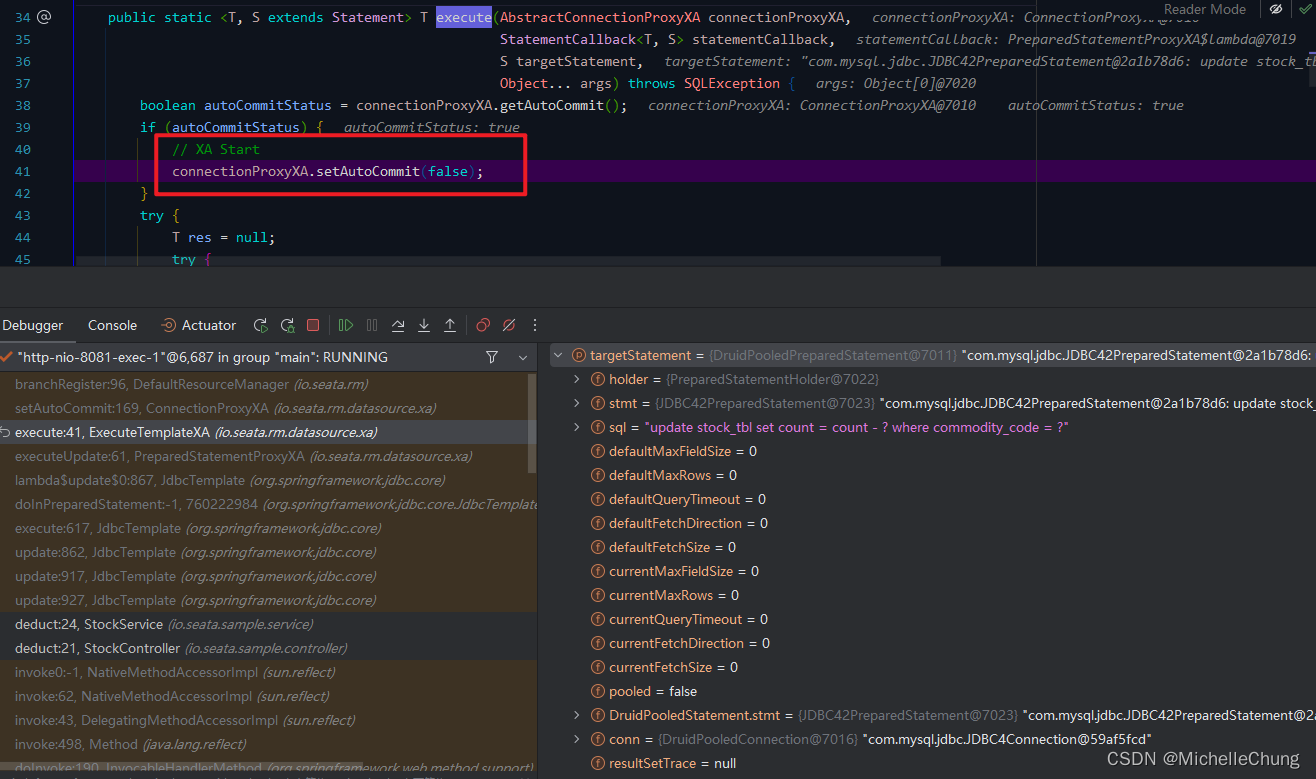 Reader Mode
34 public static <T, S extends Statement> T execute(AbstractConnectionProxyXA connectionProxyXA, connectionProxyXA: ConnectionProxyXA@7010
35 StatementCallback<T, S> statementCallback, statementCallback: PreparedStatementProxyXA$lambda@7019
36 S targetStatement, targetStatement: "com.mysql.jdbc.JDBC42PreparedStatement@2a1b78d6: update stock_tb
37 Object... args) throws SQLException { args: Object[0]@7020
38 boolean autoCommitStatus = connectionProxyXA.getAutoCommit(); connectionProxyXA: ConnectionProxyXA@7010 autoCommitStatus: true
39 if (autoCommitStatus) { autoCommitStatus: true
40 // XA Start
41 connectionProxyXA.setAutoCommit(false);
42 }
43 try {
44 T res = null;
45 try {
Debugger Console Actuator
"http-nio-8081-exec-1"@6,687 in group "main": RUNNING
branchRegister:96, DefaultResourceManager (io.seata.rm)
setAutoCommit:169, ConnectionProxyXA (io.seata.rm.datasource.xa)
execute:41, ExecuteTemplateXA (io.seata.rm.datasource.xa)
executeUpdate:61, PreparedStatementProxyXA (io.seata.rm.datasource.xa)
lambda$update$0:867, JdbcTemplate (org.springframework.jdbc.core)
doInPreparedStatement:-1, 760222984 (org.springframework.jdbc.core.JdbcTemplate
execute:617, JdbcTemplate (org.springframework.jdbc.core)
update:862, JdbcTemplate (org.springframework.jdbc.core)
update:917, JdbcTemplate (org.springframework.jdbc.core)
update:927, JdbcTemplate (org.springframework.jdbc.core)
deduct:24, StockService (io.seata.sample.service)
deduct:21, StockController (io.seata.sample.controller)
invoke0:-1, NativeMethodAccessorImpl (sun.reflect)
invoke:62, NativeMethodAccessorImpl (sun.reflect)
invoke:43, DelegatingMethodAccessorImpl (sun.reflect)
invoke:498, Method (java.lang.reflect)
doInvoke:190, InvocableHandlerMethod (org.springframework.web.method.support)
targetStatement = {DruidPooledPreparedStatement@7011} "com.mysql.jdbc.JDBC42PreparedStatement@2a1b78d6:
holder = {PreparedStatementHolder@7022}
stmt = {JDBC42PreparedStatement@7023} "com.mysql.jdbc.JDBC42PreparedStatement@2a1b78d6: update stock_
sql = "update stock_tbl set count = count - ? where commodity_code = ?"
defaultMaxFieldSize = 0
defaultMaxRows = 0
defaultQueryTimeout = 0
defaultFetchDirection = 0
defaultFetchSize = 0
currentMaxFieldSize = 0
currentMaxRows = 0
currentQueryTimeout = 0
currentFetchDirection = 0
currentFetchSize = 0
pooled = false
DruidPooledStatement.stmt = {JDBC42PreparedStatement@7023} "com.mysql.jdbc.JDBC42PreparedStatement@2a
conn = {DruidPooledConnection@7016} "com.mysql.jdbc.JDBC4Connection@59af5fcd"
resultSetTrace = null
CSDN @MichelleChung